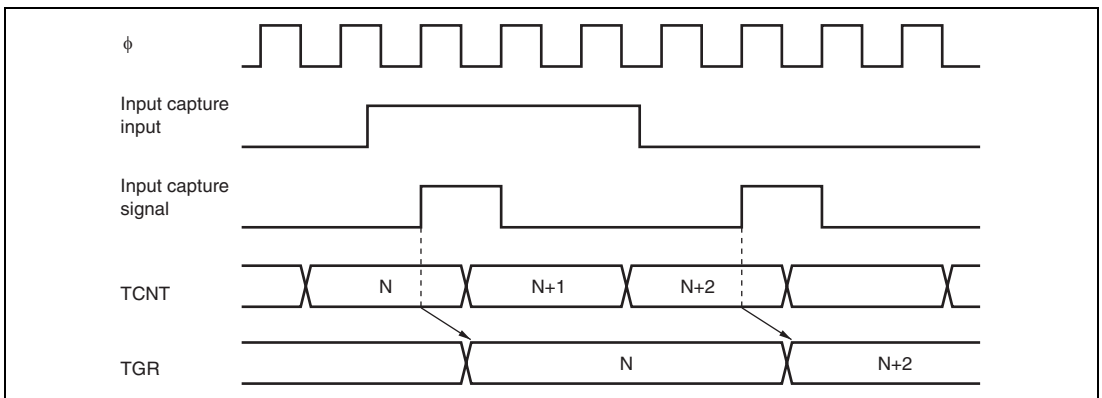 ϕ
Input capture
input
Input capture
signal
TCNT
N
N+1
N+2
TGR
N
N+2